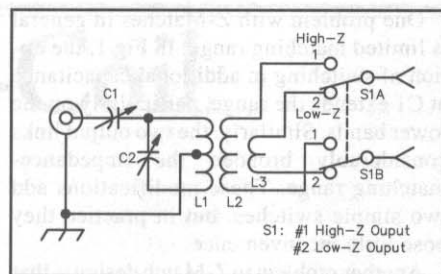 High-Z
1
C1
2
S1A
Low-Z
C2
1
L1
L2
L3
2
S1B
S1: #1 High-Z Ouput
#2 Low-Z Ouput